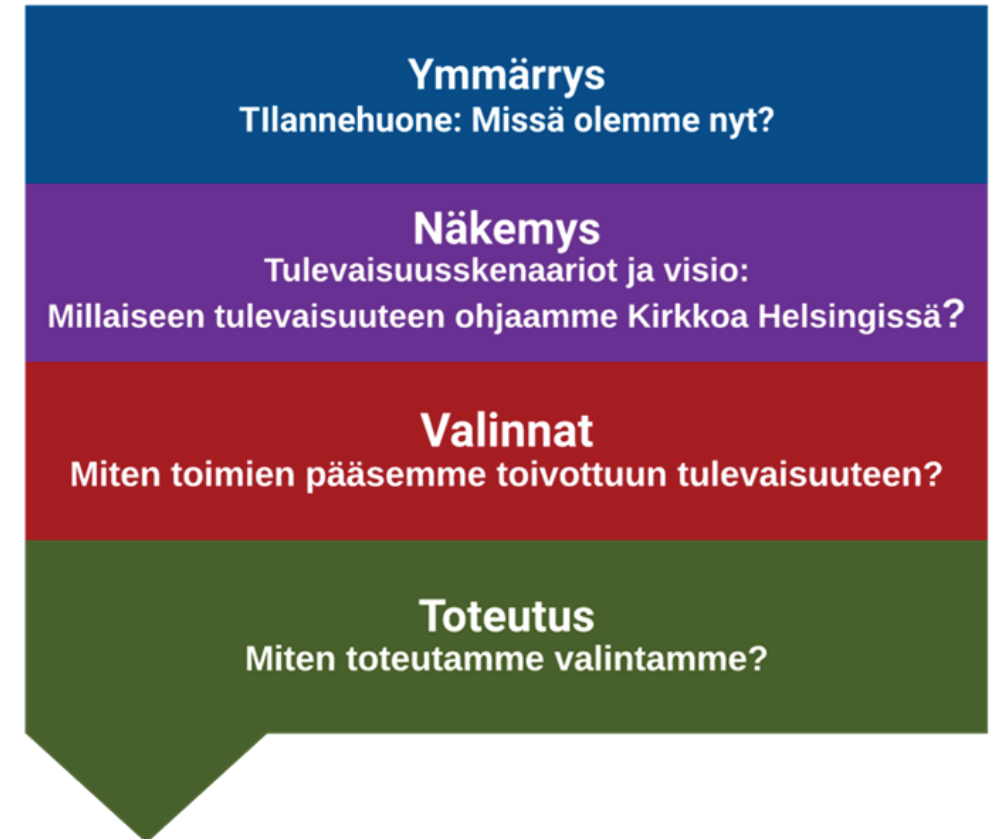 Ymmärrys
TIlannehuone: Missä olemme nyt?
Näkemys
Tulevaisuusskenaariot ja visio:
Millaiseen tulevaisuuteen ohjaamme Kirkkoa Helsingissä?
Valinnat
Miten toimien pääsemme toivottuun tulevaisuuteen?
Toteutus
Miten toteutamme valintamme?